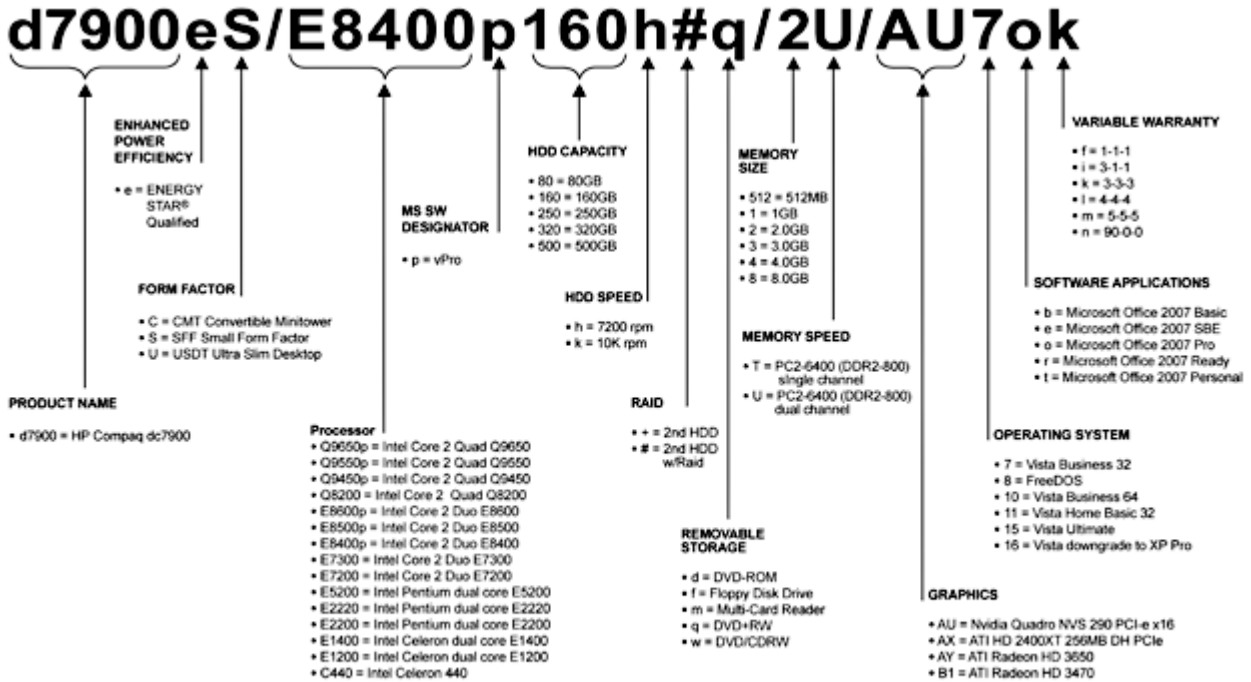 d7900eS/E8400p160h#q/2U/AU7ok
ENHANCED
POWER
EFFICIENCY
• e = ENERGY
STAR®
Qualified
FORM FACTOR
• C = CMT Convertible Minitower
• S = SFF Small Form Factor
• U = USDT Ultra Slim Desktop
PRODUCT NAME
• d7900 = HP Compaq dc7900
Processor
• Q9650p = Intel Core 2 Quad Q9650
• Q9550p = Intel Core 2 Quad Q9550
• Q9450p = Intel Core 2 Quad Q9450
• Q8200 = Intel Core 2 Quad Q8200
• E8600p = Intel Core 2 Duo E8600
• E8500p = Intel Core 2 Duo E8500
• E8400p = Intel Core 2 Duo E8400
• E7300 = Intel Core 2 Duo E7300
• E7200 = Intel Core 2 Duo E7200
• E5200 = Intel Pentium dual core E5200
• E2220 = Intel Pentium dual core E2220
• E2200 = Intel Pentium dual core E2200
• E1400 = Intel Celeron dual core E1400
• E1200 = Intel Celeron dual core E1200
• C440 = Intel Celeron 440
MS SW
DESIGNATOR
• p = vPro
HDD CAPACITY
• 80 = 80GB
• 160 = 160GB
• 250 = 250GB
• 320 = 320GB
• 500 = 500GB
HDD SPEED
• h = 7200 rpm
• k = 10K rpm
RAID
• + = 2nd HDD
• # = 2nd HDD
w/Raid
REMOVABLE
STORAGE
• d = DVD-ROM
• f = Floppy Disk Drive
• m = Multi-Card Reader
• q = DVD+RW
• w = DVD/CDRW
MEMORY
SIZE
• 512 = 512MB
• 1 = 1GB
• 2 = 2.0GB
• 3 = 3.0GB
• 4 = 4.0GB
• 8 = 8.0GB
MEMORY SPEED
• T = PC2-6400 (DDR2-800)
single channel
• U = PC2-6400 (DDR2-800)
dual channel
GRAPHICS
• AU = Nvidia Quadro NVS 290 PCI-e x16
• AX = ATI HD 2400XT 256MB DH PCIe
• AY = ATI Radeon HD 3650
• B1 = ATI Radeon HD 3470
OPERATING SYSTEM
• 7 = Vista Business 32
• 8 = FreeDOS
• 10 = Vista Business 64
• 11 = Vista Home Basic 32
• 15 = Vista Ultimate
• 16 = Vista downgrade to XP Pro
SOFTWARE APPLICATIONS
• b = Microsoft Office 2007 Basic
• e = Microsoft Office 2007 SBE
• o = Microsoft Office 2007 Pro
• r = Microsoft Office 2007 Ready
• t = Microsoft Office 2007 Personal
VARIABLE WARRANTY
• f = 1-1-1
• i = 3-1-1
• k = 3-3-3
• l = 4-4-4
• m = 5-5-5
• n = 90-0-0